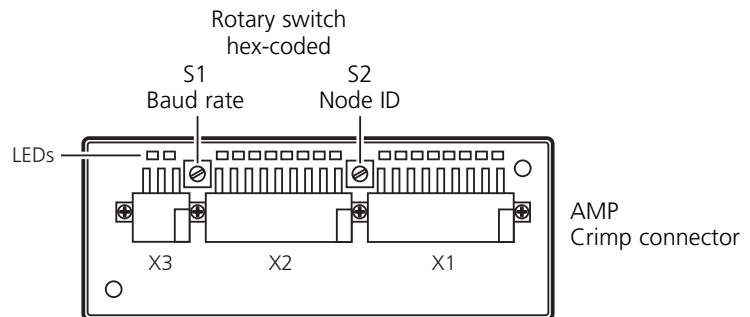 Rotary switch
hex-coded
S1
Baud rate
S2
Node ID
LEDs
AMP
Crimp connector
X3
X2
X1